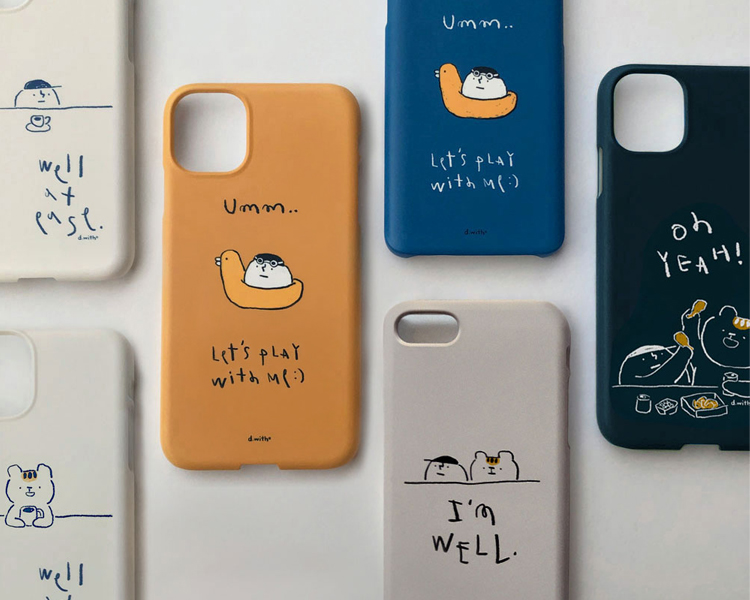 well
at
ease.
d.with*
well
Umm..
Let's pLAY
with Me:)
d.with*
Umm..
Let's pLAY
with Me:)
d.with*
I'm
WELL.
oh
YEAH!
d.with